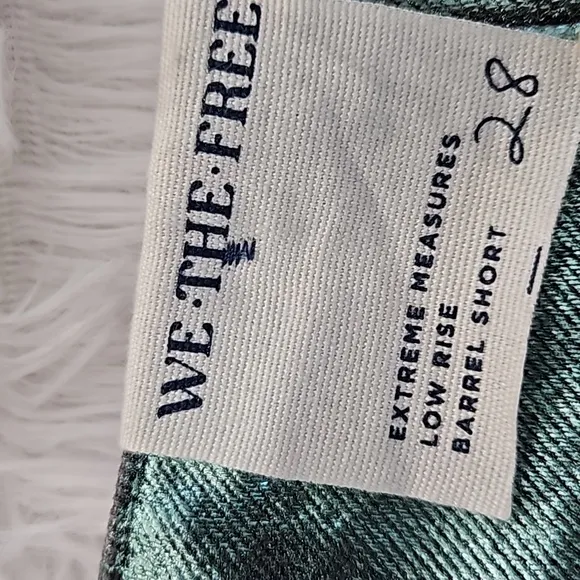 WE·THE·FREE
EXTREME MEASURES
LOW RISE
BARREL SHORT
28